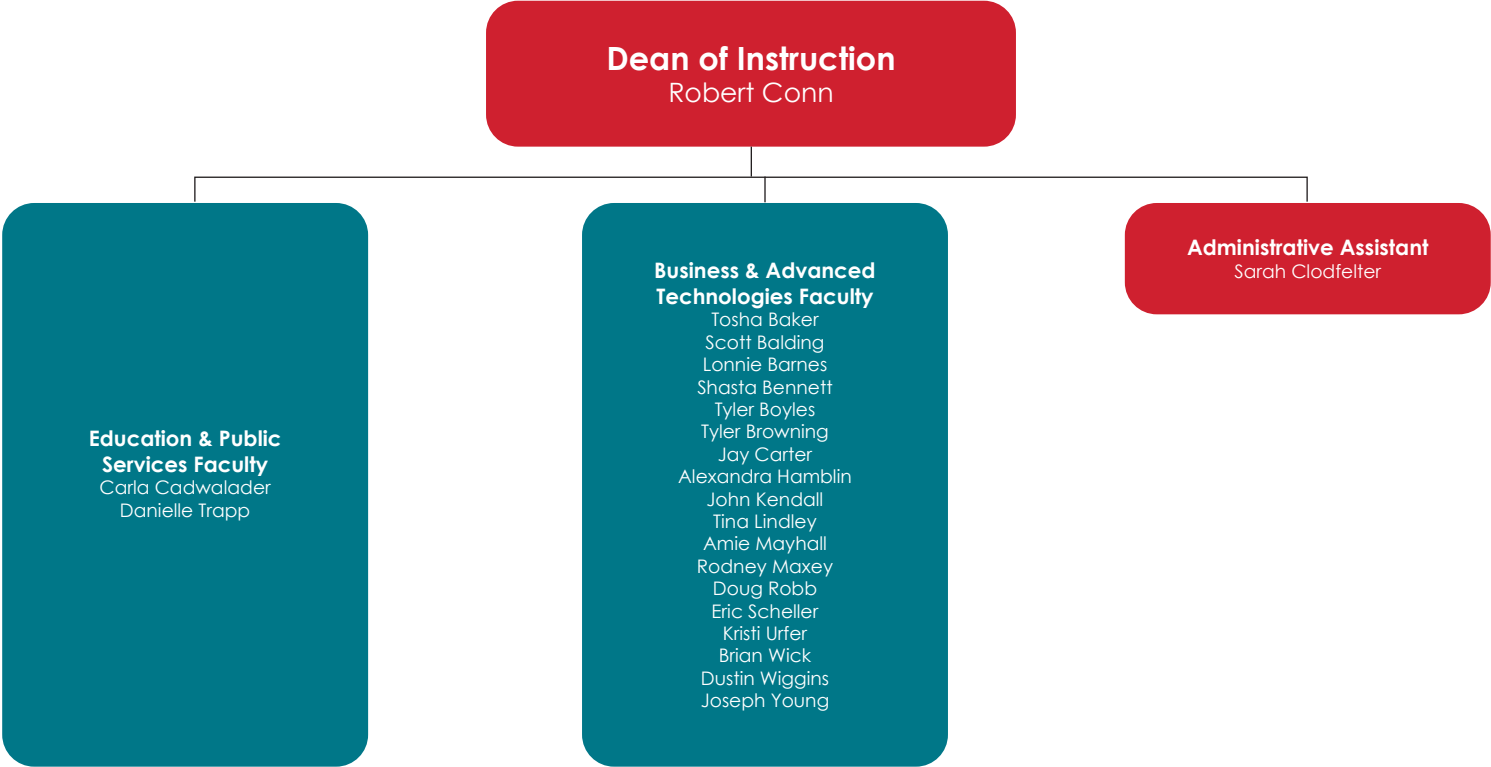 Dean of Instruction
Robert Conn
Education & Public
Services Faculty
Carla Cadwalader
Danielle Trapp
Business & Advanced
Technologies Faculty
Tosha Baker
Scott Balding
Lonnie Barnes
Shasta Bennett
Tyler Boyles
Tyler Browning
Jay Carter
Alexandra Hamblin
John Kendall
Tina Lindley
Amie Mayhall
Rodney Maxey
Doug Robb
Eric Scheller
Kristi Urfer
Brian Wick
Dustin Wiggins
Joseph Young
Administrative Assistant
Sarah Clodfelter